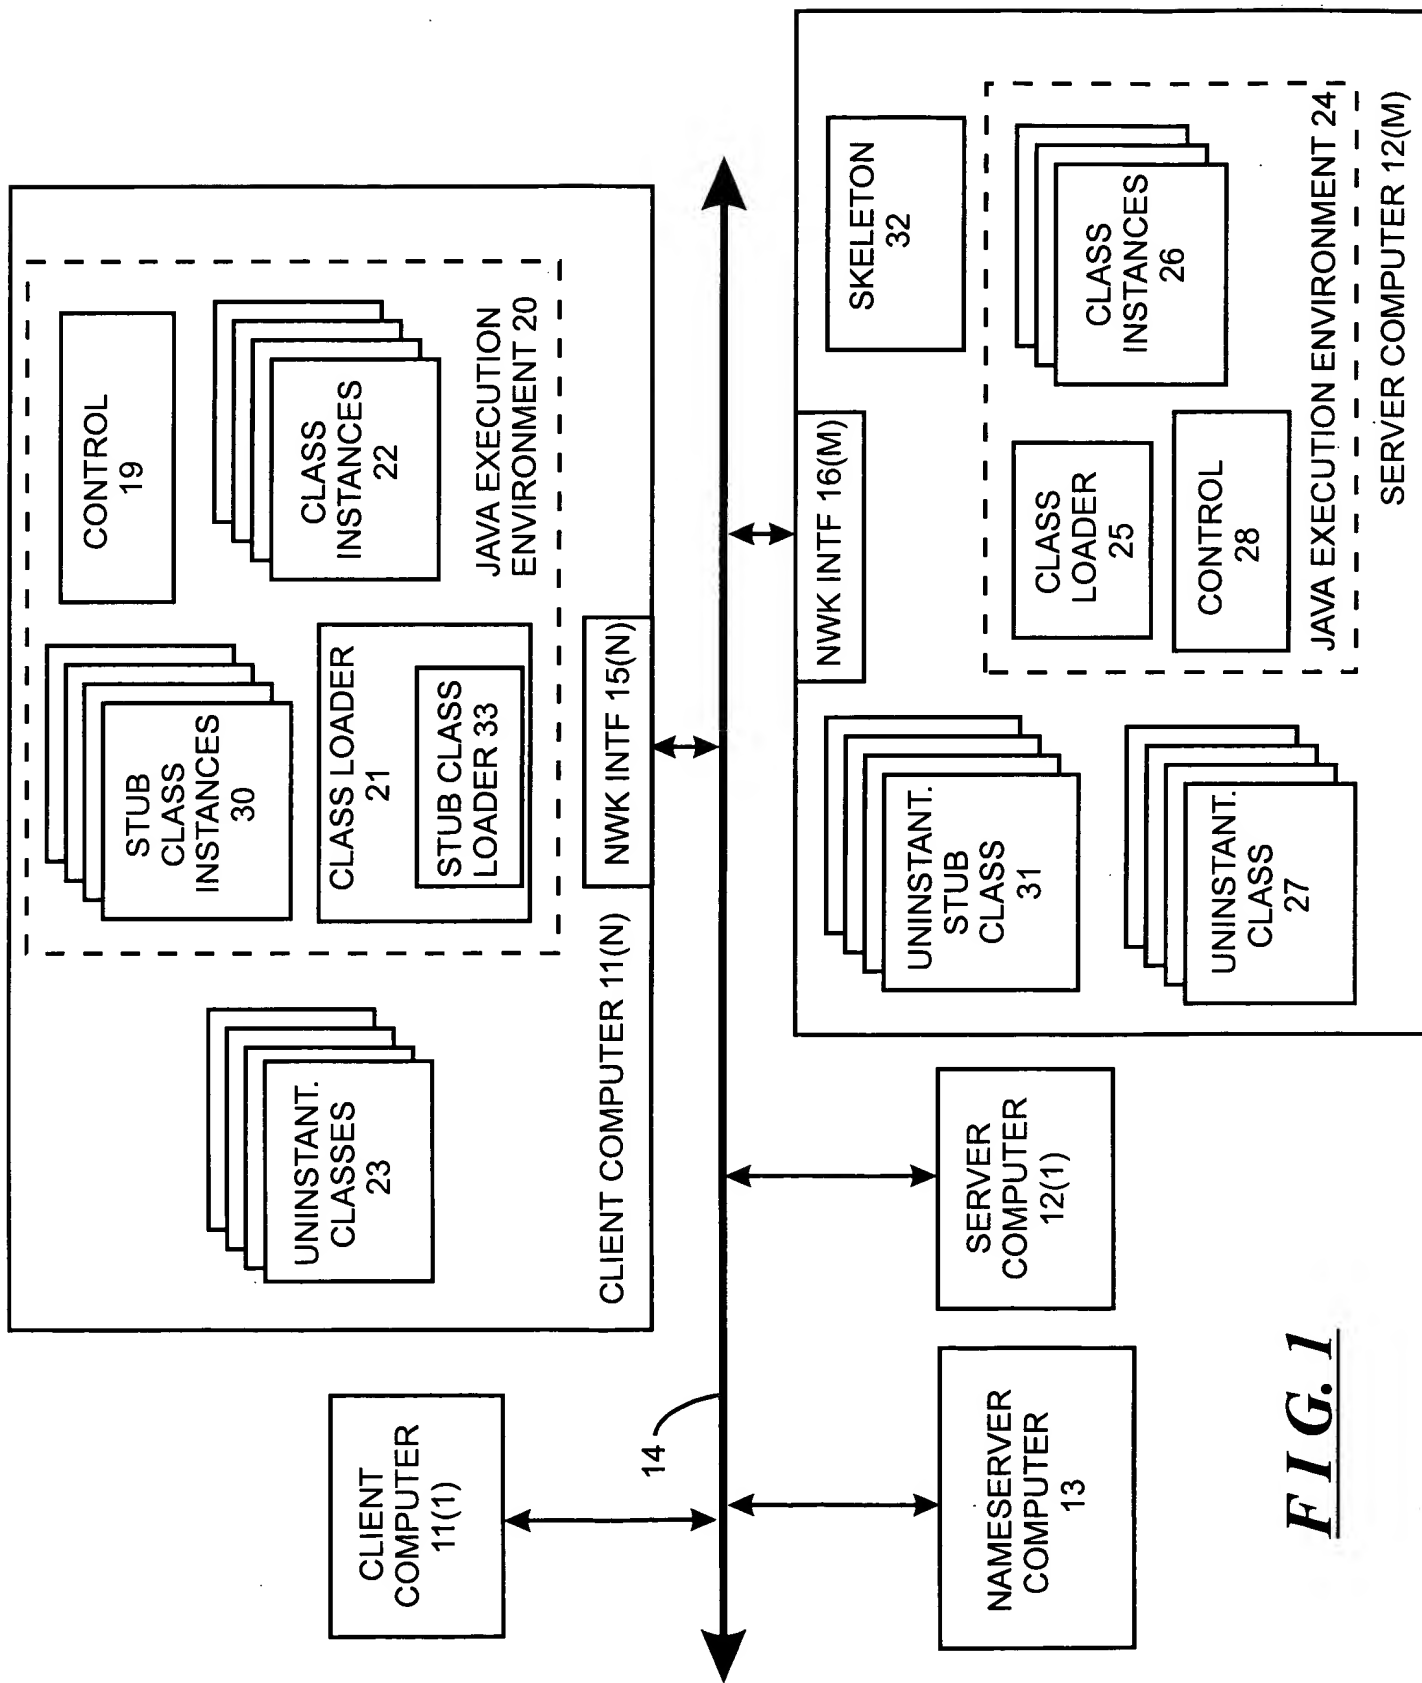 CLIENT
COMPUTER
11(1)
UNINSTANT.
CLASSES
23
CLIENT COMPUTER 11(N)
STUB
CLASS
INSTANCES
30
CONTROL
19
CLASS LOADER
21
STUB CLASS
LOADER 33
CLASS
INSTANCES
22
JAVA EXECUTION
ENVIRONMENT 20
NWK INTF 15(N)
14
NAMESERVER
COMPUTER
13
SERVER
COMPUTER
12(1)
NWK INTF 16(M)
UNINSTANT.
STUB
CLASS
31
UNINSTANT.
CLASS
27
SKELETON
32
CLASS
LOADER
25
CLASS
INSTANCES
26
CONTROL
28
JAVA EXECUTION ENVIRONMENT 24
SERVER COMPUTER 12(M)
FIG. 1